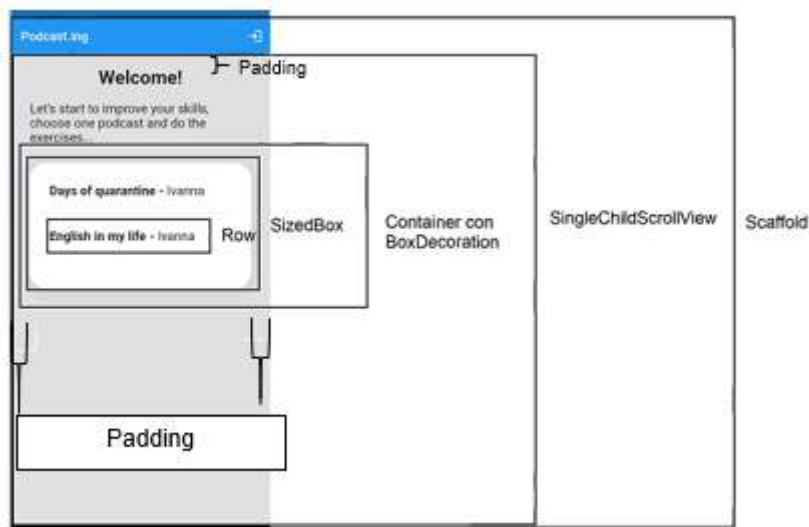 Podcast.ing
Welcome!
Padding
Let's start to improve your skills,
choose one podcast and do the
exercises...
Days of quarantine - Ivanna
English in my life - Ivanna
Row
SizedBox
Container con
BoxDecoration
SingleChildScrollView
Scaffold
Padding